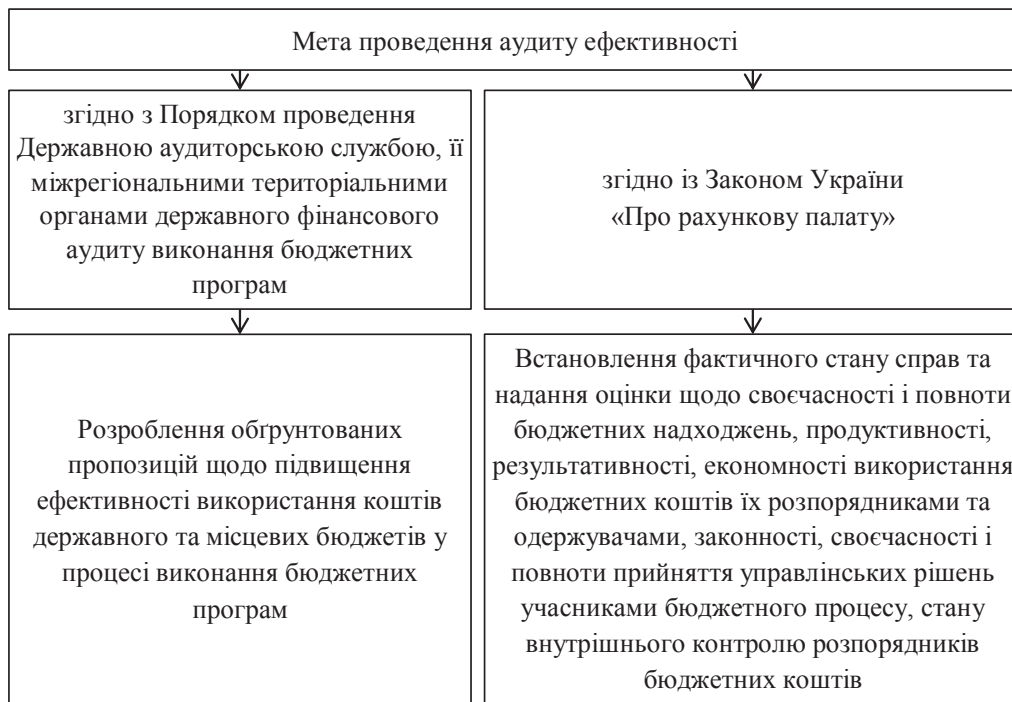 Мета проведення аудиту ефективності
згідно з Порядком проведення
Державною аудиторською службою, її
міжрегіональними територіальними
органами державного фінансового
аудиту виконання бюджетних
програм
згідно із Законом України
«Про рахункову палату»
Розроблення обґрунтованих
пропозицій щодо підвищення
ефективності використання коштів
державного та місцевих бюджетів у
процесі виконання бюджетних
програм
Встановлення фактичного стану справ та
надання оцінки щодо своєчасності і повноти
бюджетних надходжень, продуктивності,
результативності, економності використання
бюджетних коштів їх розпорядниками та
одержувачами, законності, своєчасності і
повноти прийняття управлінських рішень
учасниками бюджетного процесу, стану
внутрішнього контролю розпорядників
бюджетних коштів